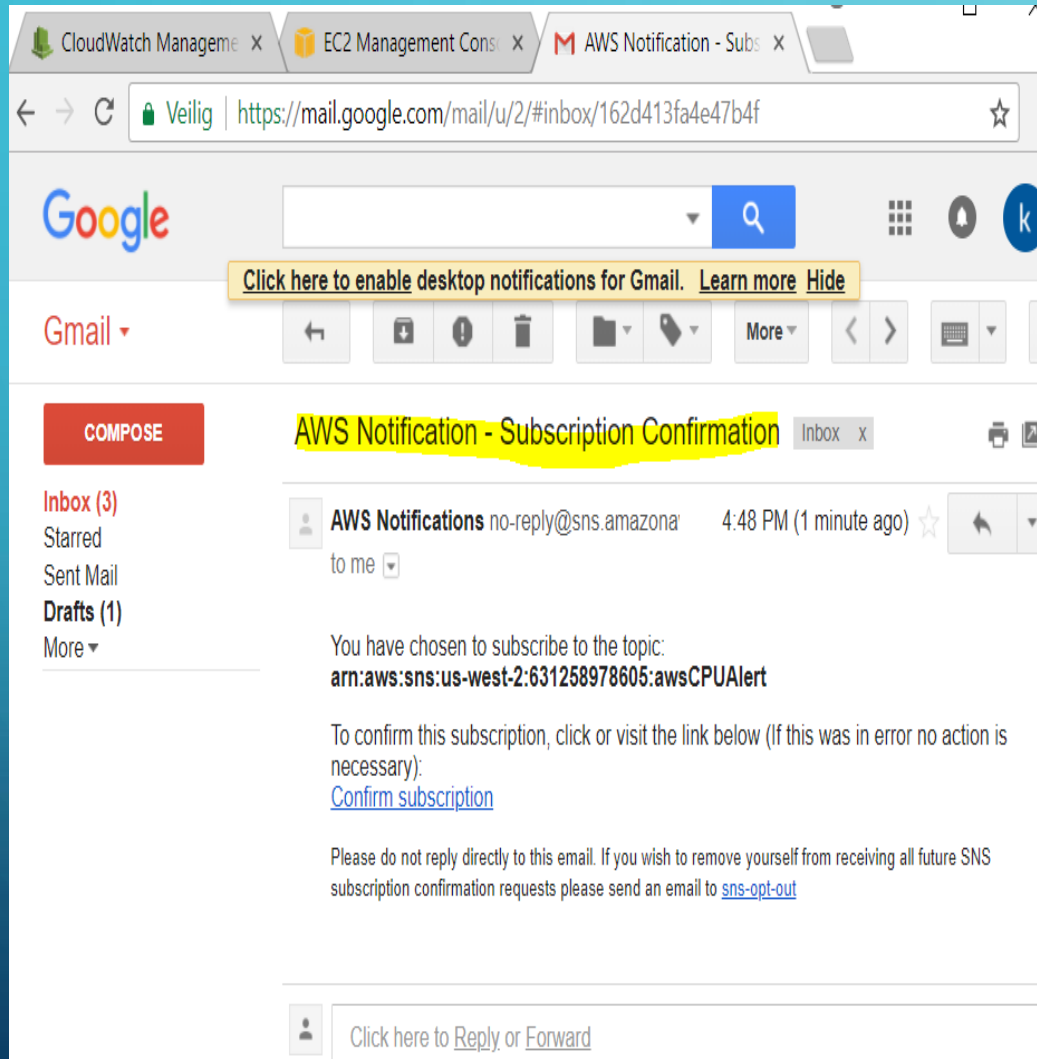 CloudWatch Manageme
EC2 Management Conso
AWS Notification - Subs
Veilig
https://mail.google.com/mail/u/2/#inbox/162d413fa4e47b4f
Google
k
Click here to enable desktop notifications for Gmail. Learn more Hide
Gmail
More
COMPOSE
Inbox (3)
Starred
Sent Mail
Drafts (1)
More
AWS Notification - Subscription Confirmation
Inbox x
AWS Notifications no-reply@sns.amazona
4:48 PM (1 minute ago)
to me
You have chosen to subscribe to the topic:
arn:aws:sns:us-west-2:631258978605:awsCPUAlert
To confirm this subscription, click or visit the link below (If this was in error no action is
necessary):
Confirm subscription
Please do not reply directly to this email. If you wish to remove yourself from receiving all future SNS
subscription confirmation requests please send an email to sns-opt-out
Click here to Reply or Forward